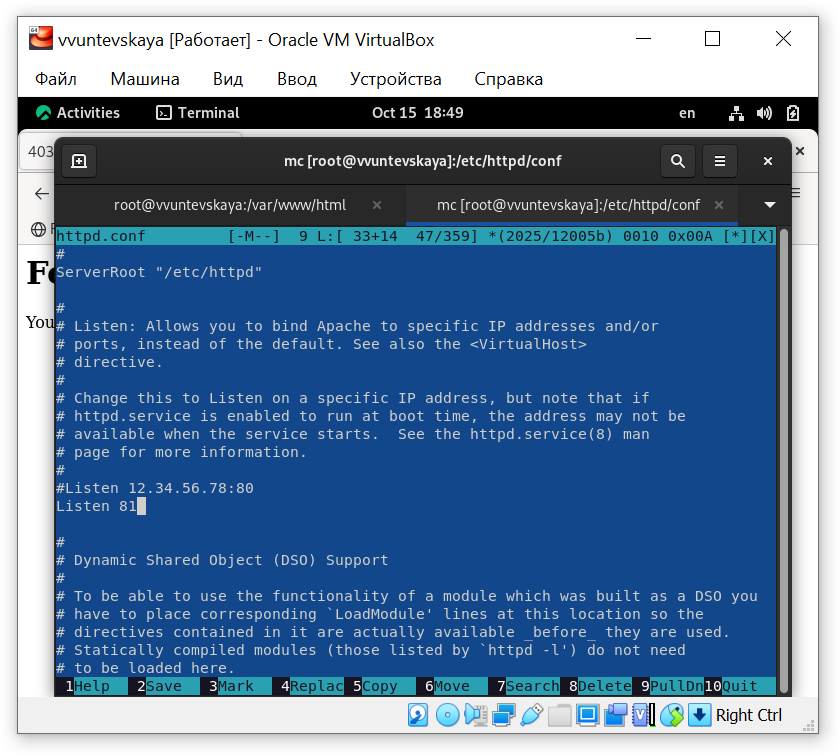 64
vvuntevskaya [Работает] - Oracle VM VirtualBox
Файл Машина Вид Ввод Устройства Справка
Activities Terminal Oct 15 18:49 en
403
mc [root@vvuntevskaya]:/etc/httpd/conf
root@vvuntevskaya:/var/www/html × mc [root@vvuntevskaya]:/etc/httpd/conf ×
httpd.conf [-M--] 9 L:[ 33+14 47/359] *(2025/12005b) 0010 0x00A [*][X]
#
ServerRoot "/etc/httpd"
Fo
You
#
# Listen: Allows you to bind Apache to specific IP addresses and/or
# ports, instead of the default. See also the <VirtualHost>
# directive.
#
# Change this to Listen on a specific IP address, but note that if
# httpd.service is enabled to run at boot time, the address may not be
# available when the service starts.  See the httpd.service(8) man
# page for more information.
#
#Listen 12.34.56.78:80
Listen 81
#
# Dynamic Shared Object (DSO) Support
#
# To be able to use the functionality of a module which was built as a DSO you
# have to place corresponding `LoadModule' lines at this location so the
# directives contained in it are actually available _before_ they are used.
# Statically compiled modules (those listed by `httpd -l') do not need
# to be loaded here.
1Help 2Save 3Mark 4Replac 5Copy 6Move 7Search 8Delete 9PullDn 10Quit
Right Ctrl